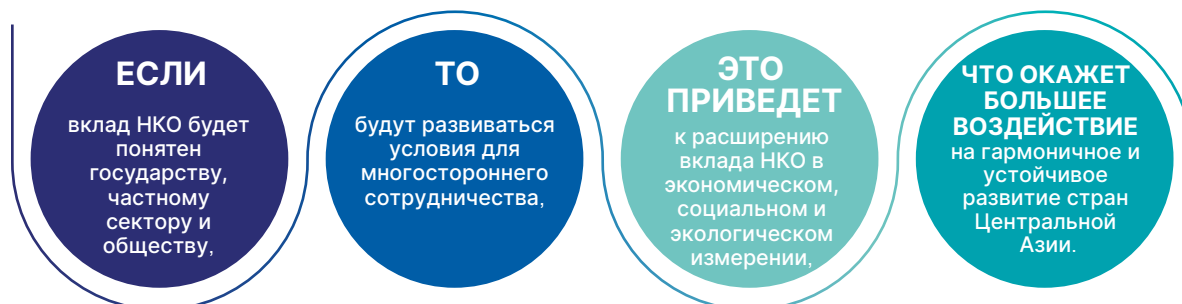 ЕСЛИ
вклад НКО будет
понятен
государству,
частному
сектору и
обществу,
ТО
будут развиваться
условия для
многостороннего
сотрудничества,
ЭТО
ПРИВЕДЕТ
к расширению
вклада НКО в
экономическом,
социальном и
экологическом
измерении,
ЧТО ОКАЖЕТ
БОЛЬШЕЕ
ВОЗДЕЙСТВИЕ
на гармоничное и
устойчивое
развитие стран
Центральной
Азии.